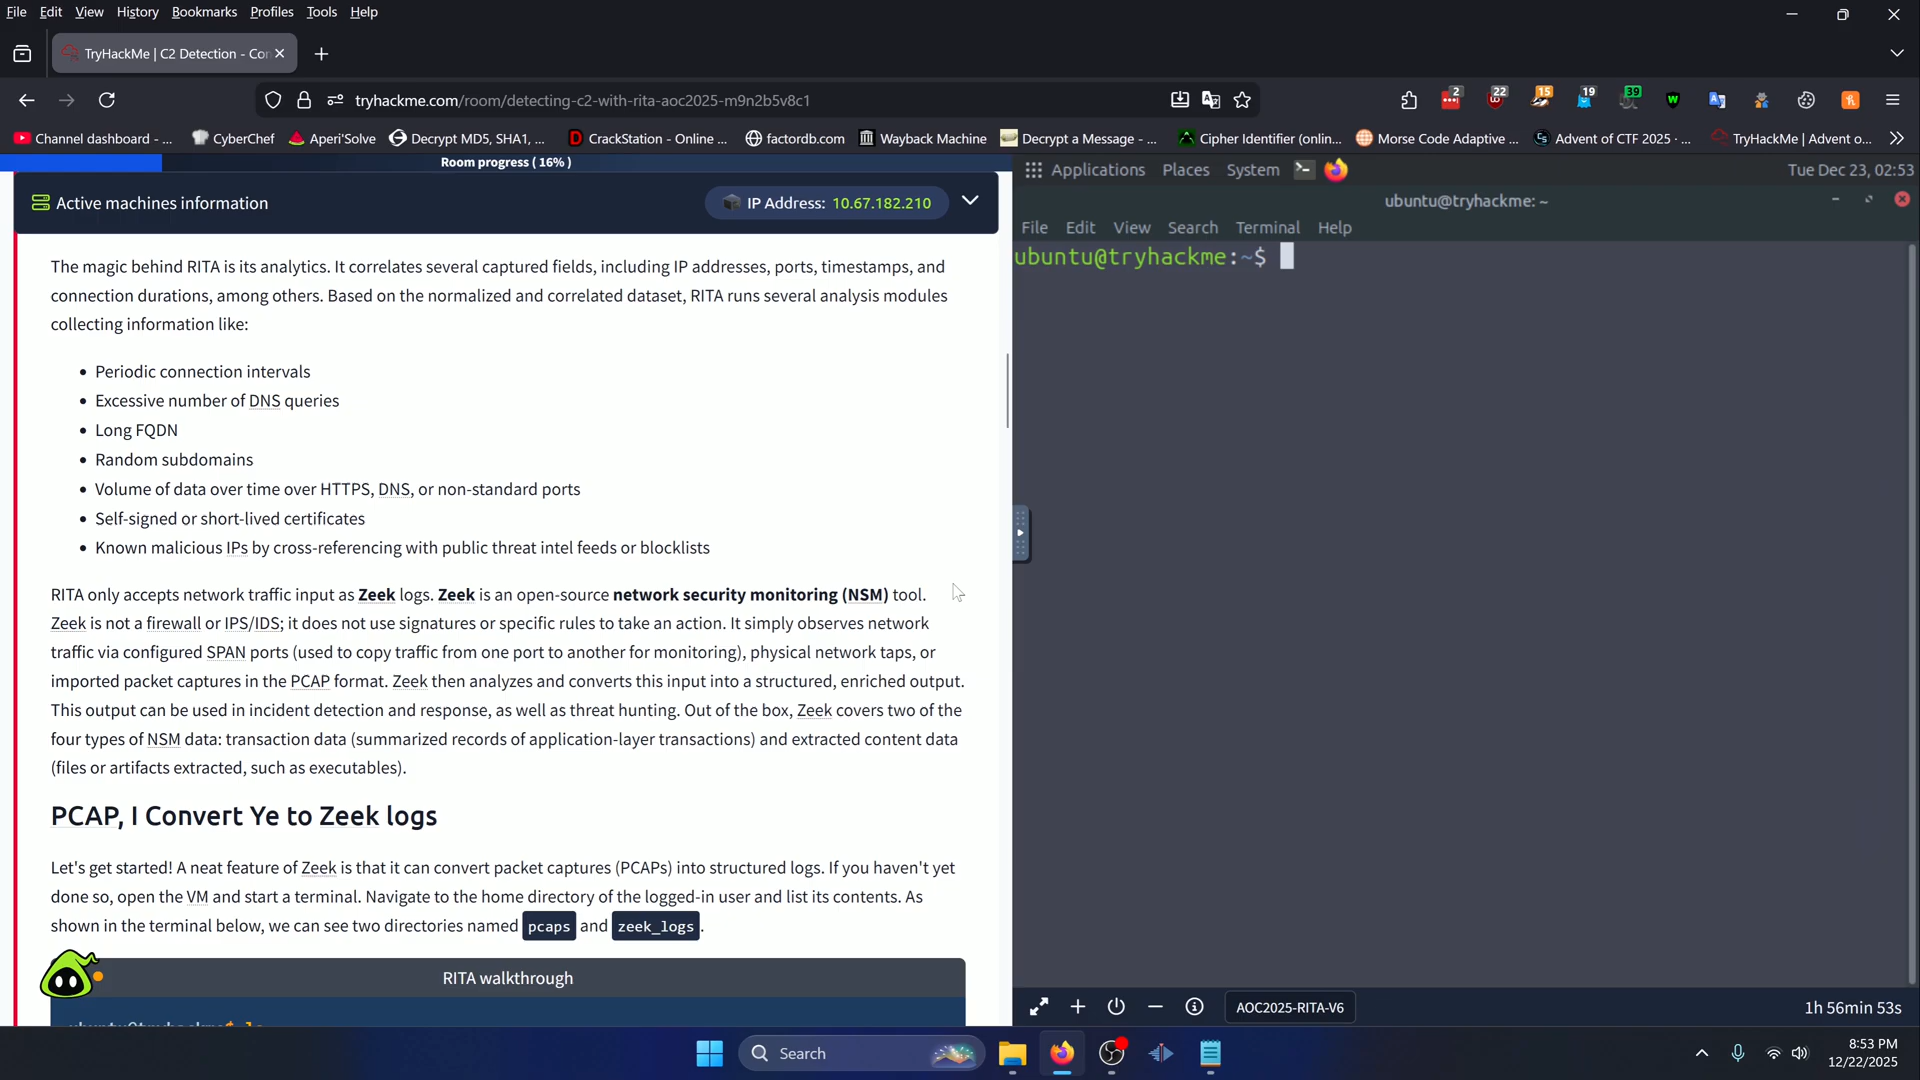 File Edit View History Bookmarks Profiles Tools Help
TryHackMe | C2 Detection - Con
tryhackme.com/room/detecting-c2-with-rita-aoc2025-m9n2b5v8c1
2 22 15 19 39
Channel dashboard - ... CyberChef Aperi'Solve Decrypt MD5, SHA1, ... CrackStation - Online ... factordb.com Wayback Machine Decrypt a Message - ... Cipher Identifier (onlin... Morse Code Adaptive ... Advent of CTF 2025 · ... TryHackMe | Advent o...
Room progress ( 16% )
Active machines information
IP Address: 10.67.182.210
The magic behind RITA is its analytics. It correlates several captured fields, including IP addresses, ports, timestamps, and
connection durations, among others. Based on the normalized and correlated dataset, RITA runs several analysis modules
collecting information like:
• Periodic connection intervals
• Excessive number of DNS queries
• Long FQDN
• Random subdomains
• Volume of data over time over HTTPS, DNS, or non-standard ports
• Self-signed or short-lived certificates
• Known malicious IPs by cross-referencing with public threat intel feeds or blocklists
RITA only accepts network traffic input as Zeek logs. Zeek is an open-source network security monitoring (NSM) tool.
Zeek is not a firewall or IPS/IDS; it does not use signatures or specific rules to take an action. It simply observes network
traffic via configured SPAN ports (used to copy traffic from one port to another for monitoring), physical network taps, or
imported packet captures in the PCAP format. Zeek then analyzes and converts this input into a structured, enriched output.
This output can be used in incident detection and response, as well as threat hunting. Out of the box, Zeek covers two of the
four types of NSM data: transaction data (summarized records of application-layer transactions) and extracted content data
(files or artifacts extracted, such as executables).
PCAP, I Convert Ye to Zeek logs
Let's get started! A neat feature of Zeek is that it can convert packet captures (PCAPs) into structured logs. If you haven't yet
done so, open the VM and start a terminal. Navigate to the home directory of the logged-in user and list its contents. As
shown in the terminal below, we can see two directories named pcaps and zeek_logs.
RITA walkthrough
Applications Places System
Tue Dec 23, 02:53
ubuntu@tryhackme: ~
File Edit View Search Terminal Help
ubuntu@tryhackme:~$
AOC2025-RITA-V6
1h 56min 53s
Search
8:53 PM
12/22/2025